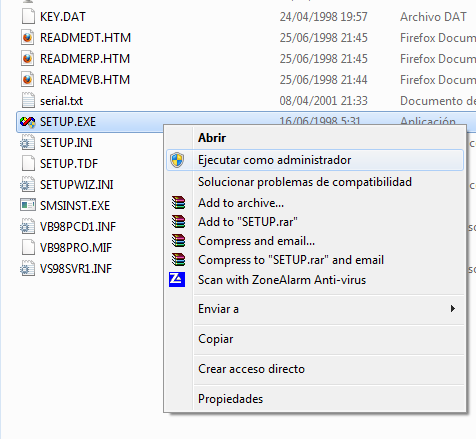 KEY.DAT 24/04/1998 19:57 Archivo DAT
READMEDT.HTM 25/06/1998 21:45 Firefox Docum
READMERP.HTM 25/06/1998 21:44 Firefox Docum
READMEVB.HTM 25/06/1998 21:44 Firefox Docum
serial.txt 08/04/2001 21:33 Documento de
SETUP.EXE 16/06/1998 5:31 Aplicación
SETUP.INI
SETUP.TDF
SETUPWIZ.INI
SMSINST.EXE
VB98PCD1.INF
VB98PRO.MIF
VS98SVR1.INF
Abrir
Ejecutar como administrador
Solucionar problemas de compatibilidad
Add to archive...
Add to "SETUP.rar"
Compress and email...
Compress to "SETUP.rar" and email
Scan with ZoneAlarm Anti-virus
Enviar a
Copiar
Crear acceso directo
Propiedades